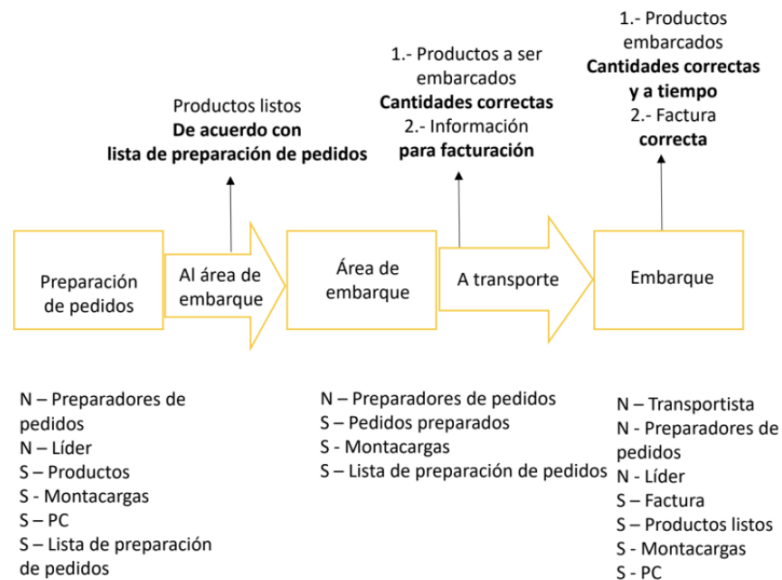 Productos listos
De acuerdo con
lista de preparación de pedidos
1.- Productos a ser
embarcados
Cantidades correctas
2.- Información
para facturación
1.- Productos
embarcados
Cantidades correctas
y a tiempo
2.- Factura
correcta
Preparación
de pedidos
Al área de
embarque
Área de
embarque
A transporte
Embarque
N – Preparadores de
pedidos
N – Líder
S – Productos
S - Montacargas
S – PC
S – Lista de preparación
de pedidos
N – Preparadores de pedidos
S – Pedidos preparados
S - Montacargas
S – Lista de preparación de pedidos
N – Transportista
N - Preparadores de
pedidos
N - Líder
S – Factura
S – Productos listos
S - Montacargas
S - PC